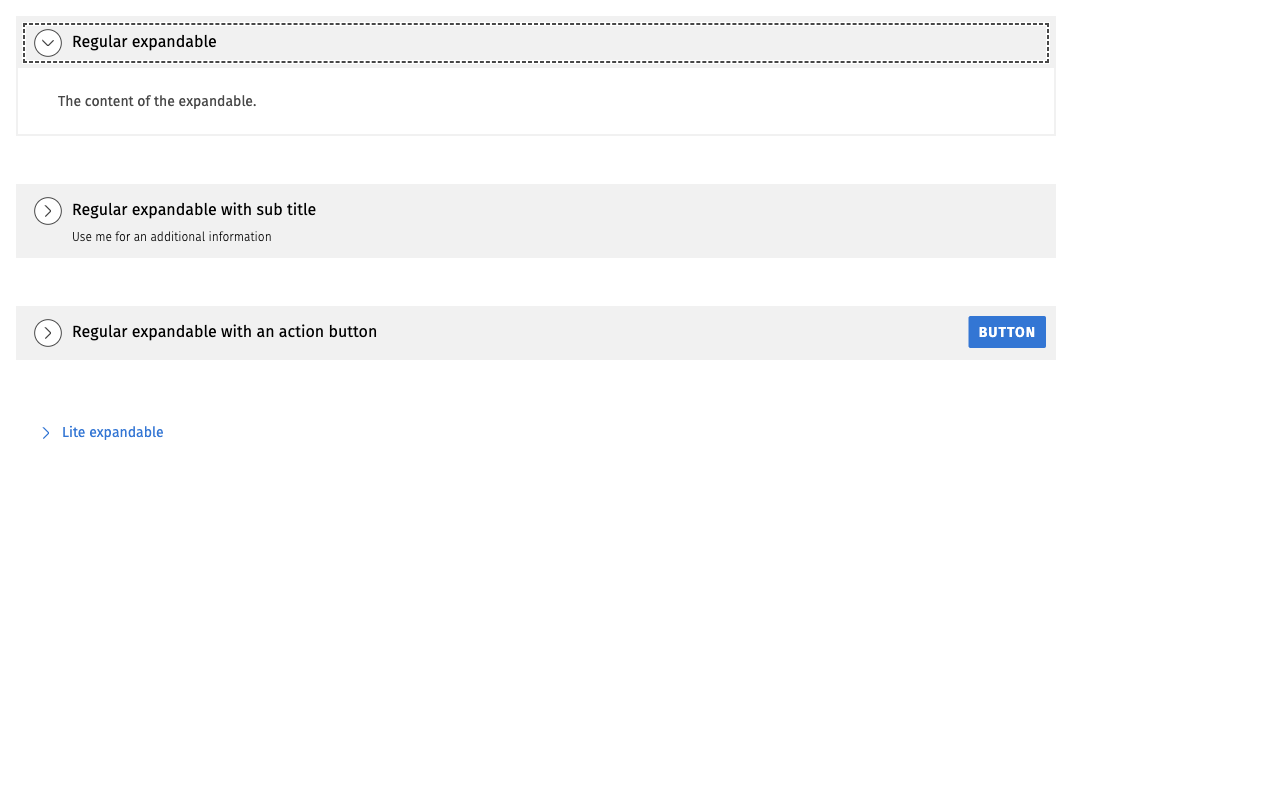 Regular expandable
The content of the expandable.
Regular expandable with sub title
Use me for an additional information
Regular expandable with an action button
BUTTON
Lite expandable